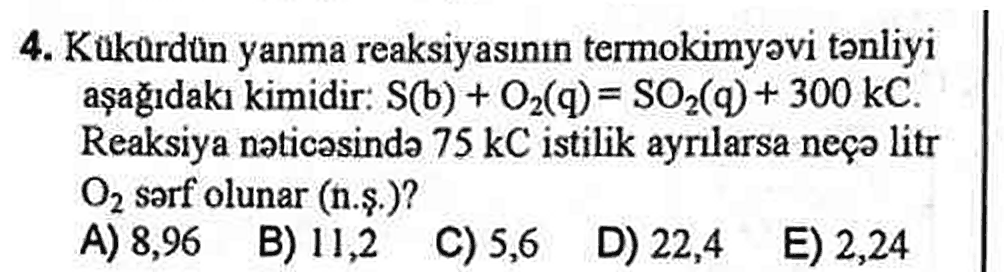 4. Kükürdün yanma reaksiyasının termokimyəvi tənliyi
aşağıdakı kimidir: S(b) + O₂(q) = SO₂(q) + 300 kC.
Reaksiya nəticəsində 75 kC istilik ayrılarsa neçə litr
O₂ sərf olunar (n.ş.)?
A) 8,96 B) 11,2 C) 5,6 D) 22,4 E) 2,24